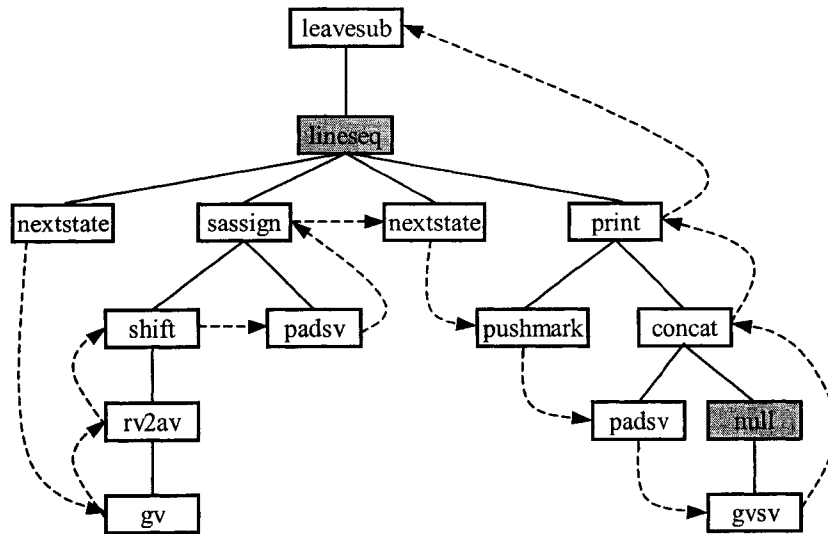 leavesub
lineseq
nextstate
sassign
nextstate
print
shift
padsv
pushmark
concat
rv2av
padsv
null
gv
gvsv